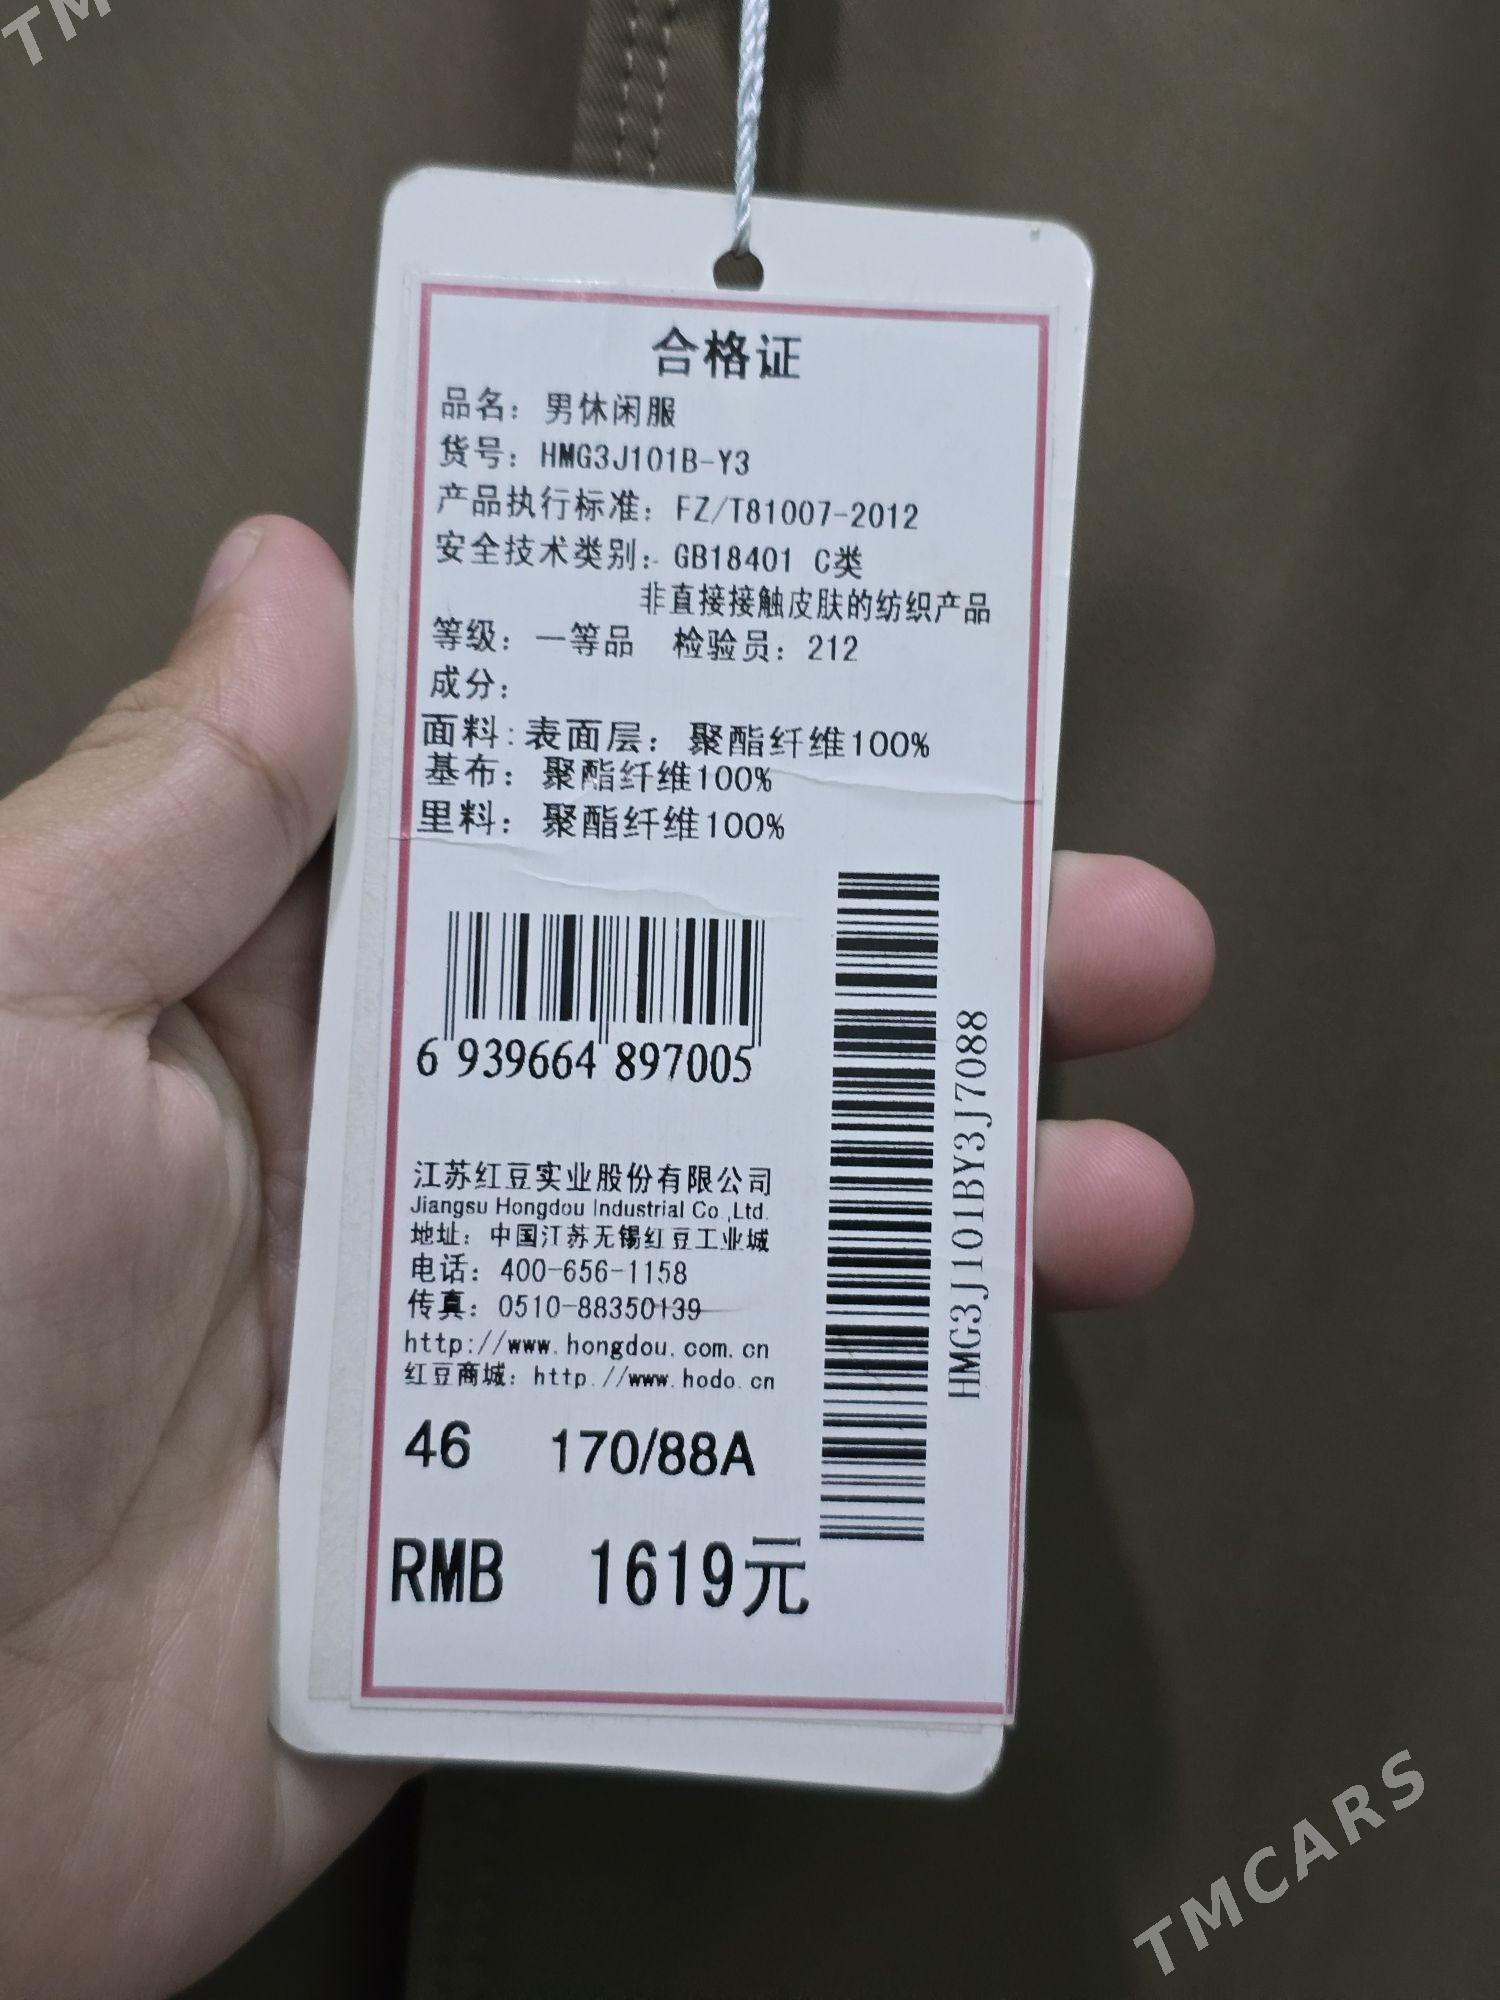 TM
合格证
品名: 男休闲服
货号: HMG3J101B-Y3
产品执行标准: FZ/T81007-2012
安全技术类别: GB18401 C类
非直接接触皮肤的纺织产品
等级: 一等品 检验员: 212
成分:
面料:表面层: 聚酯纤维100%
基布: 聚酯纤维100%
里料: 聚酯纤维100%
6 939664 897005
HMG3J101BY3J7088
江苏红豆实业股份有限公司
Jiangsu Hongdou Industrial Co.,Ltd.
地址: 中国江苏无锡红豆工业城
电话: 400-656-1158
传真: 0510-88350139
http://www.hongdou.com.cn
红豆商城: http://www.hodo.cn
46 170/88A
RMB 1619元
TMCARS